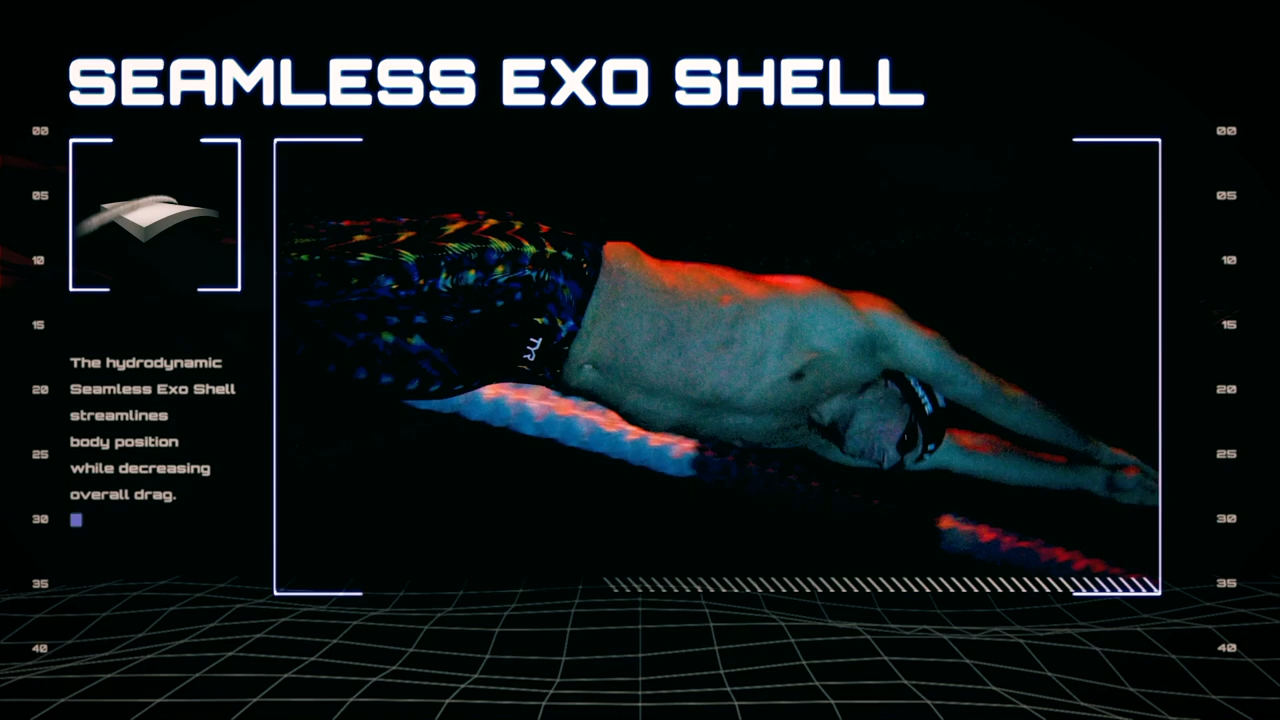 SEAMLESS EXO SHELL
00
05
10
15
20
25
30
35
40
The hydrodynamic
Seamless Exo Shell
streamlines
body position
while decreasing
overall drag.
TYR
00
05
10
15
20
25
30
35
40